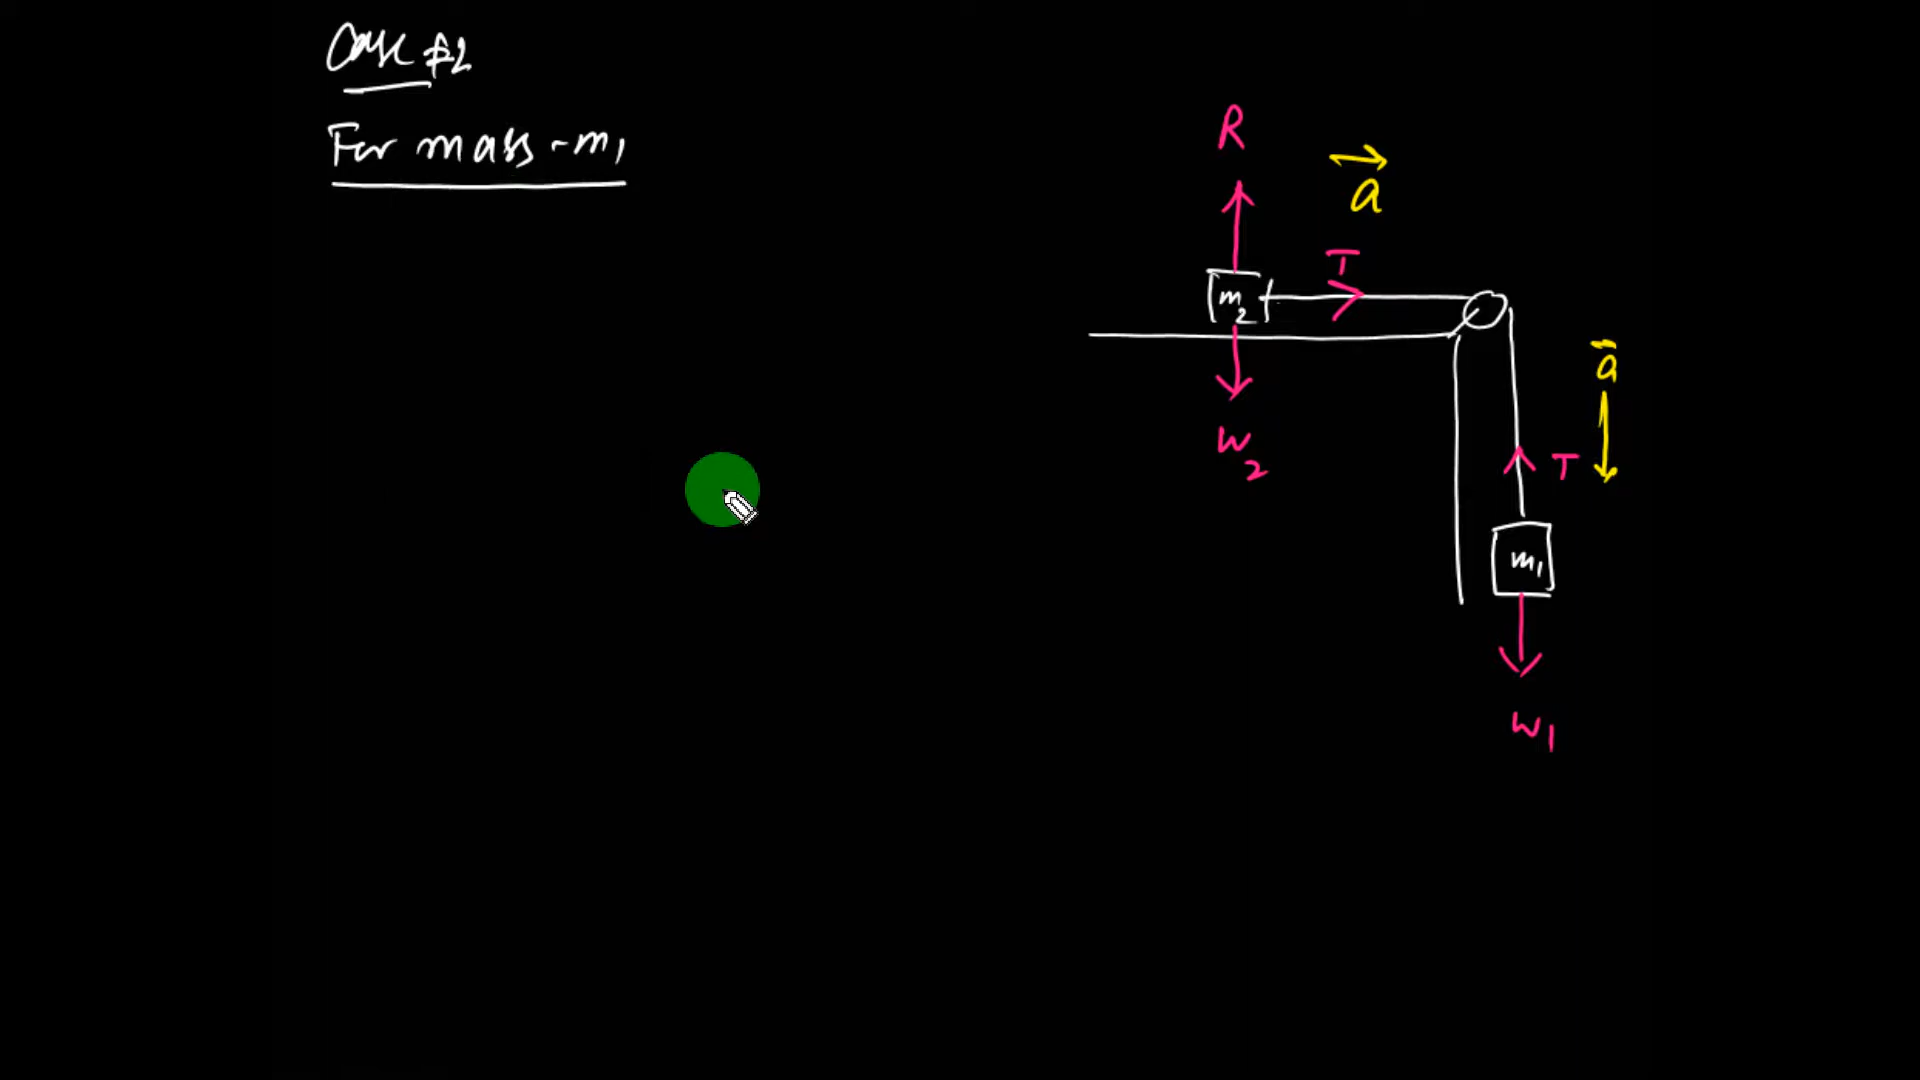 Case #2
For mass - m₁
R
a
T
m₂
a
W₂
T
m₁
W₁